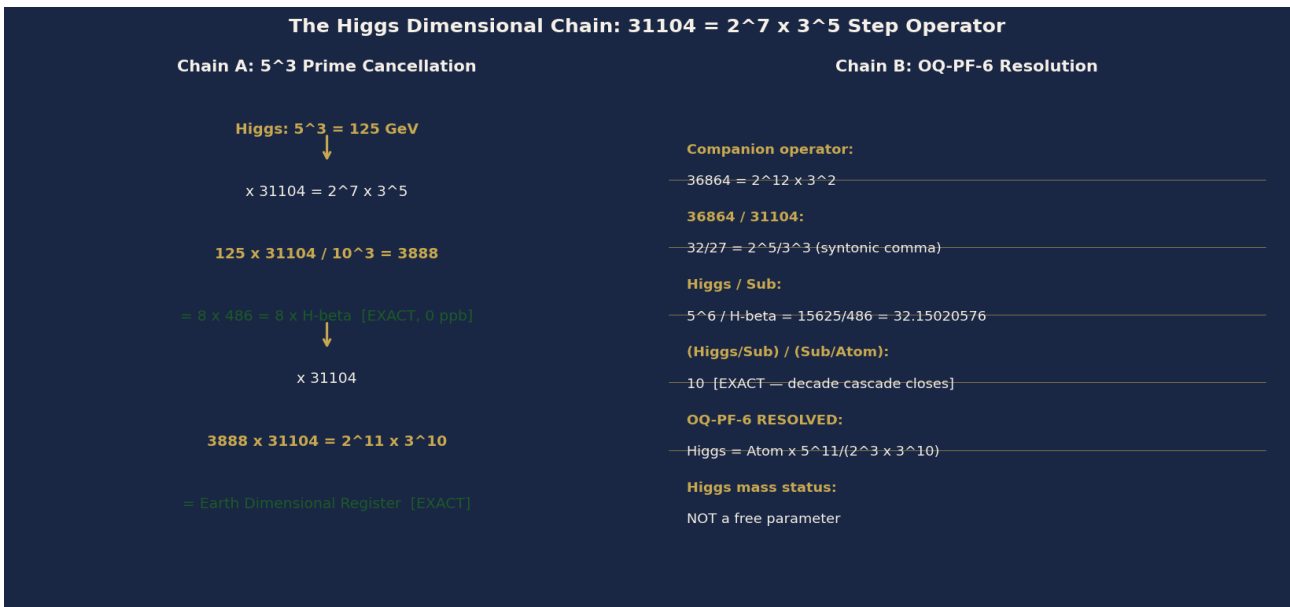 The Higgs Dimensional Chain: 31104 = 2^7 x 3^5 Step Operator
Chain A: 5^3 Prime Cancellation
Higgs: 5^3 = 125 GeV
x 31104 = 2^7 x 3^5
125 x 31104 / 10^3 = 3888
= 8 x 486 = 8 x H-beta  [EXACT, 0 ppb]
x 31104
3888 x 31104 = 2^11 x 3^10
= Earth Dimensional Register  [EXACT]
Chain B: OQ-PF-6 Resolution
Companion operator:
36864 = 2^12 x 3^2
36864 / 31104:
32/27 = 2^5/3^3 (syntonic comma)
Higgs / Sub:
5^6 / H-beta = 15625/486 = 32.15020576
(Higgs/Sub) / (Sub/Atom):
10  [EXACT — decade cascade closes]
OQ-PF-6 RESOLVED:
Higgs = Atom x 5^11/(2^3 x 3^10)
Higgs mass status:
NOT a free parameter